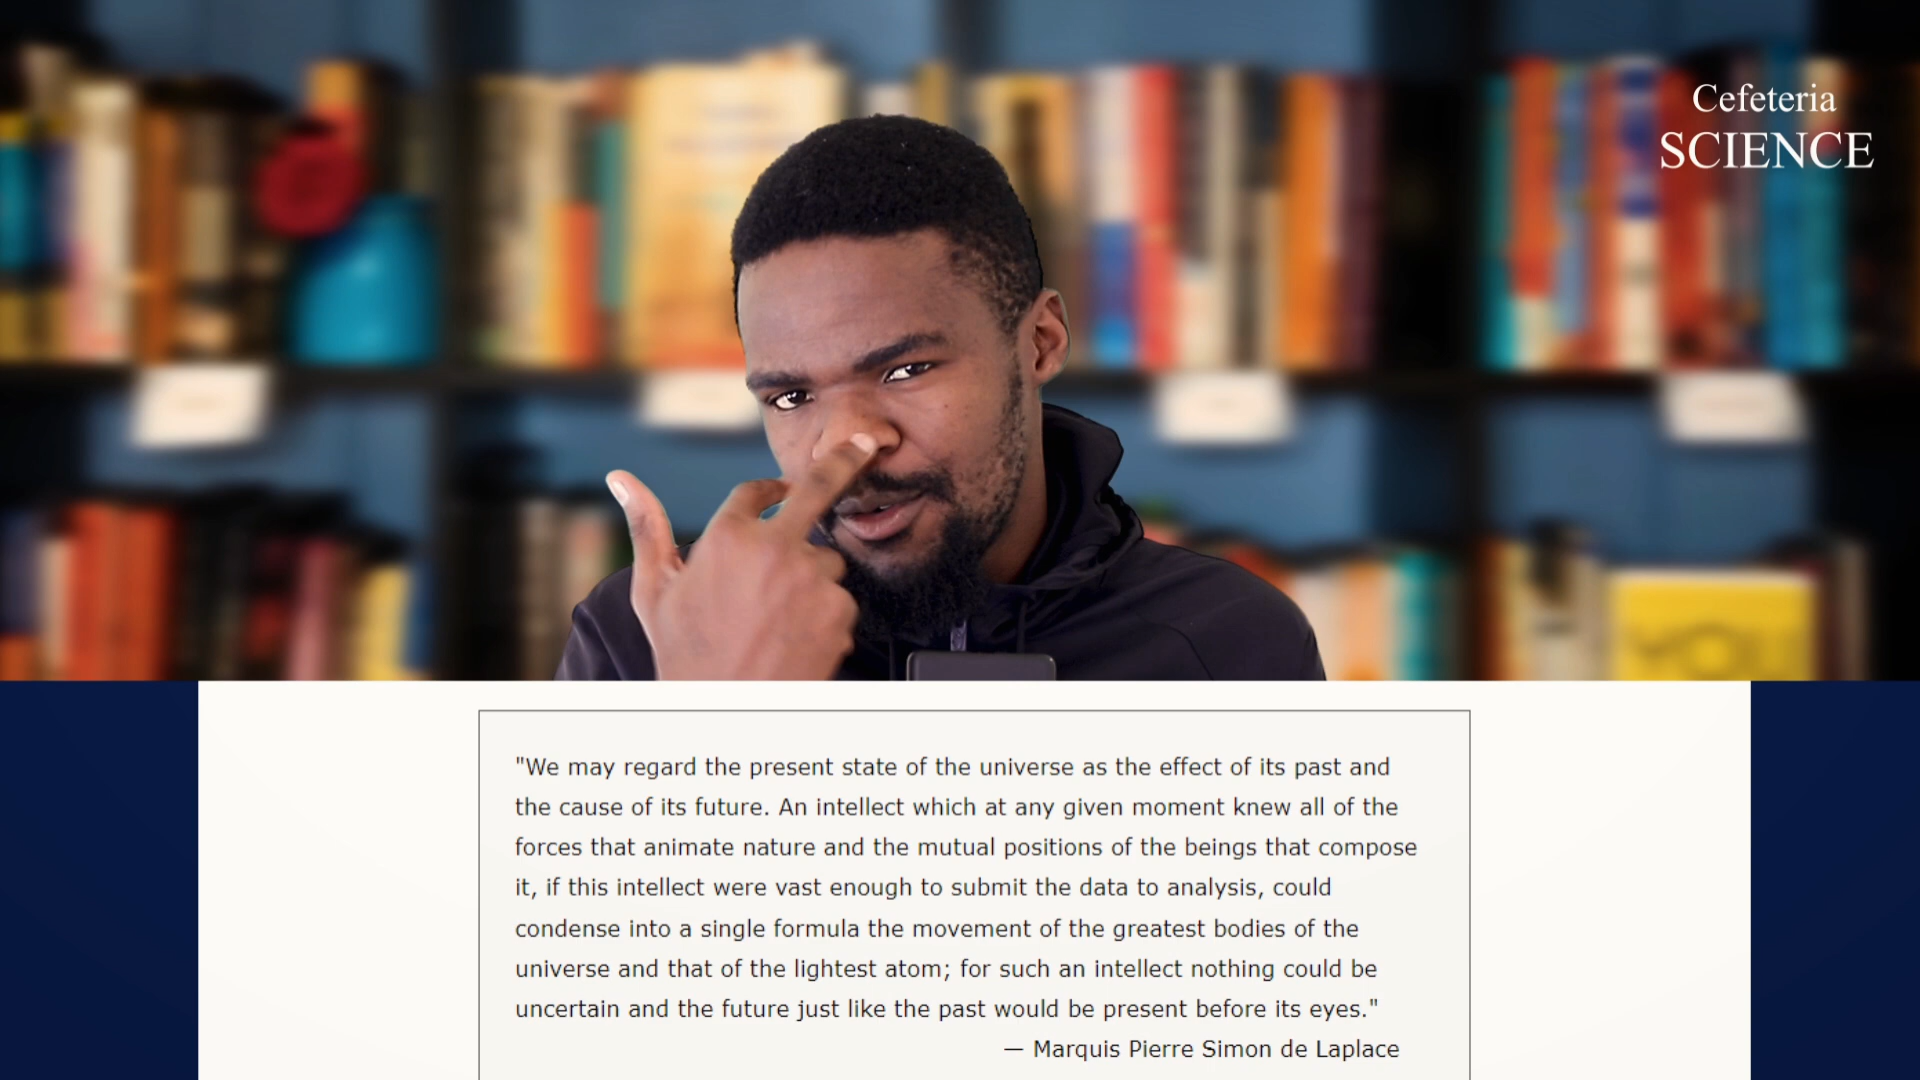 Cefeteria
SCIENCE
YOU
"We may regard the present state of the universe as the effect of its past and
the cause of its future. An intellect which at any given moment knew all of the
forces that animate nature and the mutual positions of the beings that compose
it, if this intellect were vast enough to submit the data to analysis, could
condense into a single formula the movement of the greatest bodies of the
universe and that of the lightest atom; for such an intellect nothing could be
uncertain and the future just like the past would be present before its eyes."
— Marquis Pierre Simon de Laplace